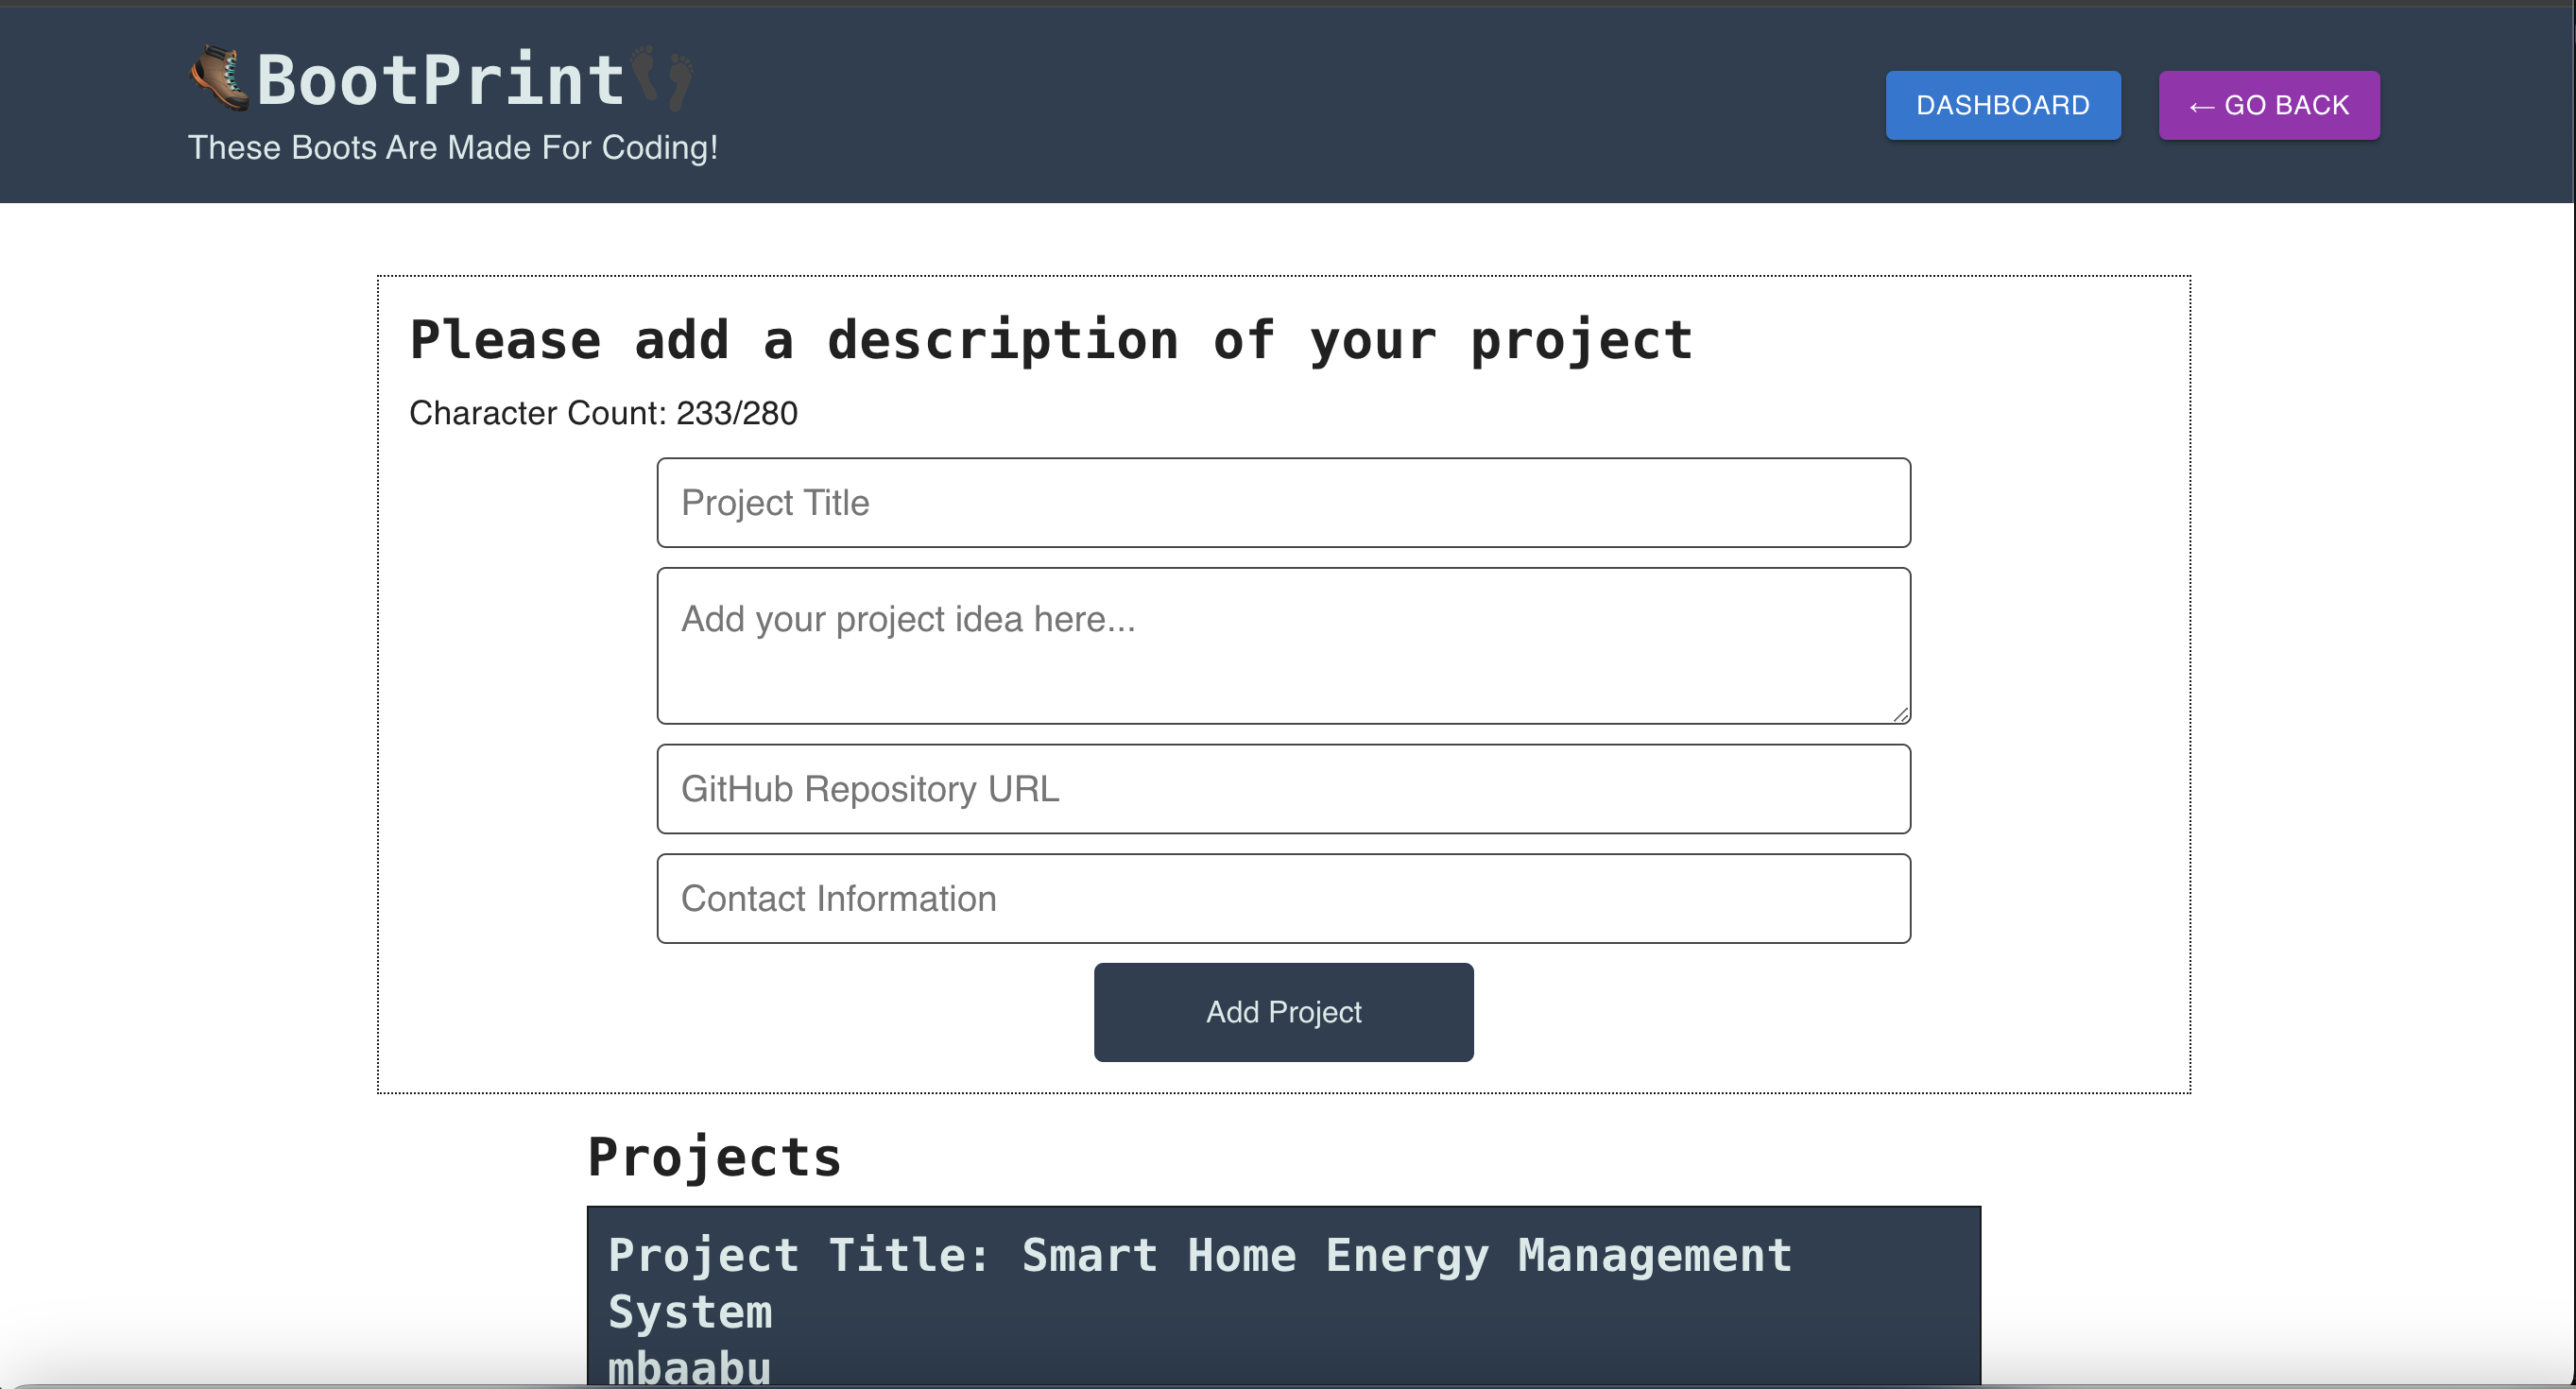 BootPrint
These Boots Are Made For Coding!
DASHBOARD
← GO BACK
Please add a description of your project
Character Count: 233/280
Project Title
Add your project idea here...
GitHub Repository URL
Contact Information
Add Project
Projects
Project Title: Smart Home Energy Management
System
mbaabu